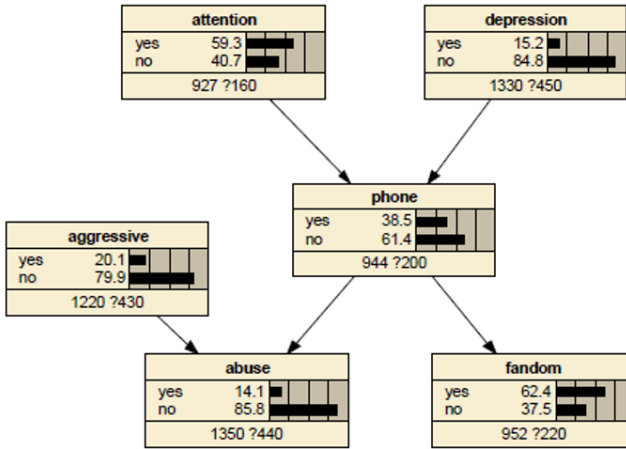 attention
yes 59.3
no 40.7
927 ?160
depression
yes 15.2
no 84.8
1330 ?450
phone
yes 38.5
no 61.4
944 ?200
aggressive
yes 20.1
no 79.9
1220 ?430
abuse
yes 14.1
no 85.8
1350 ?440
fandom
yes 62.4
no 37.5
952 ?220